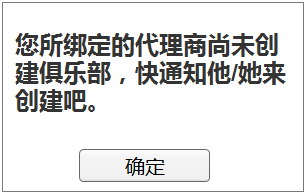 您所绑定的代理商尚未创
建俱乐部，快通知他/她来
创建吧。
确定